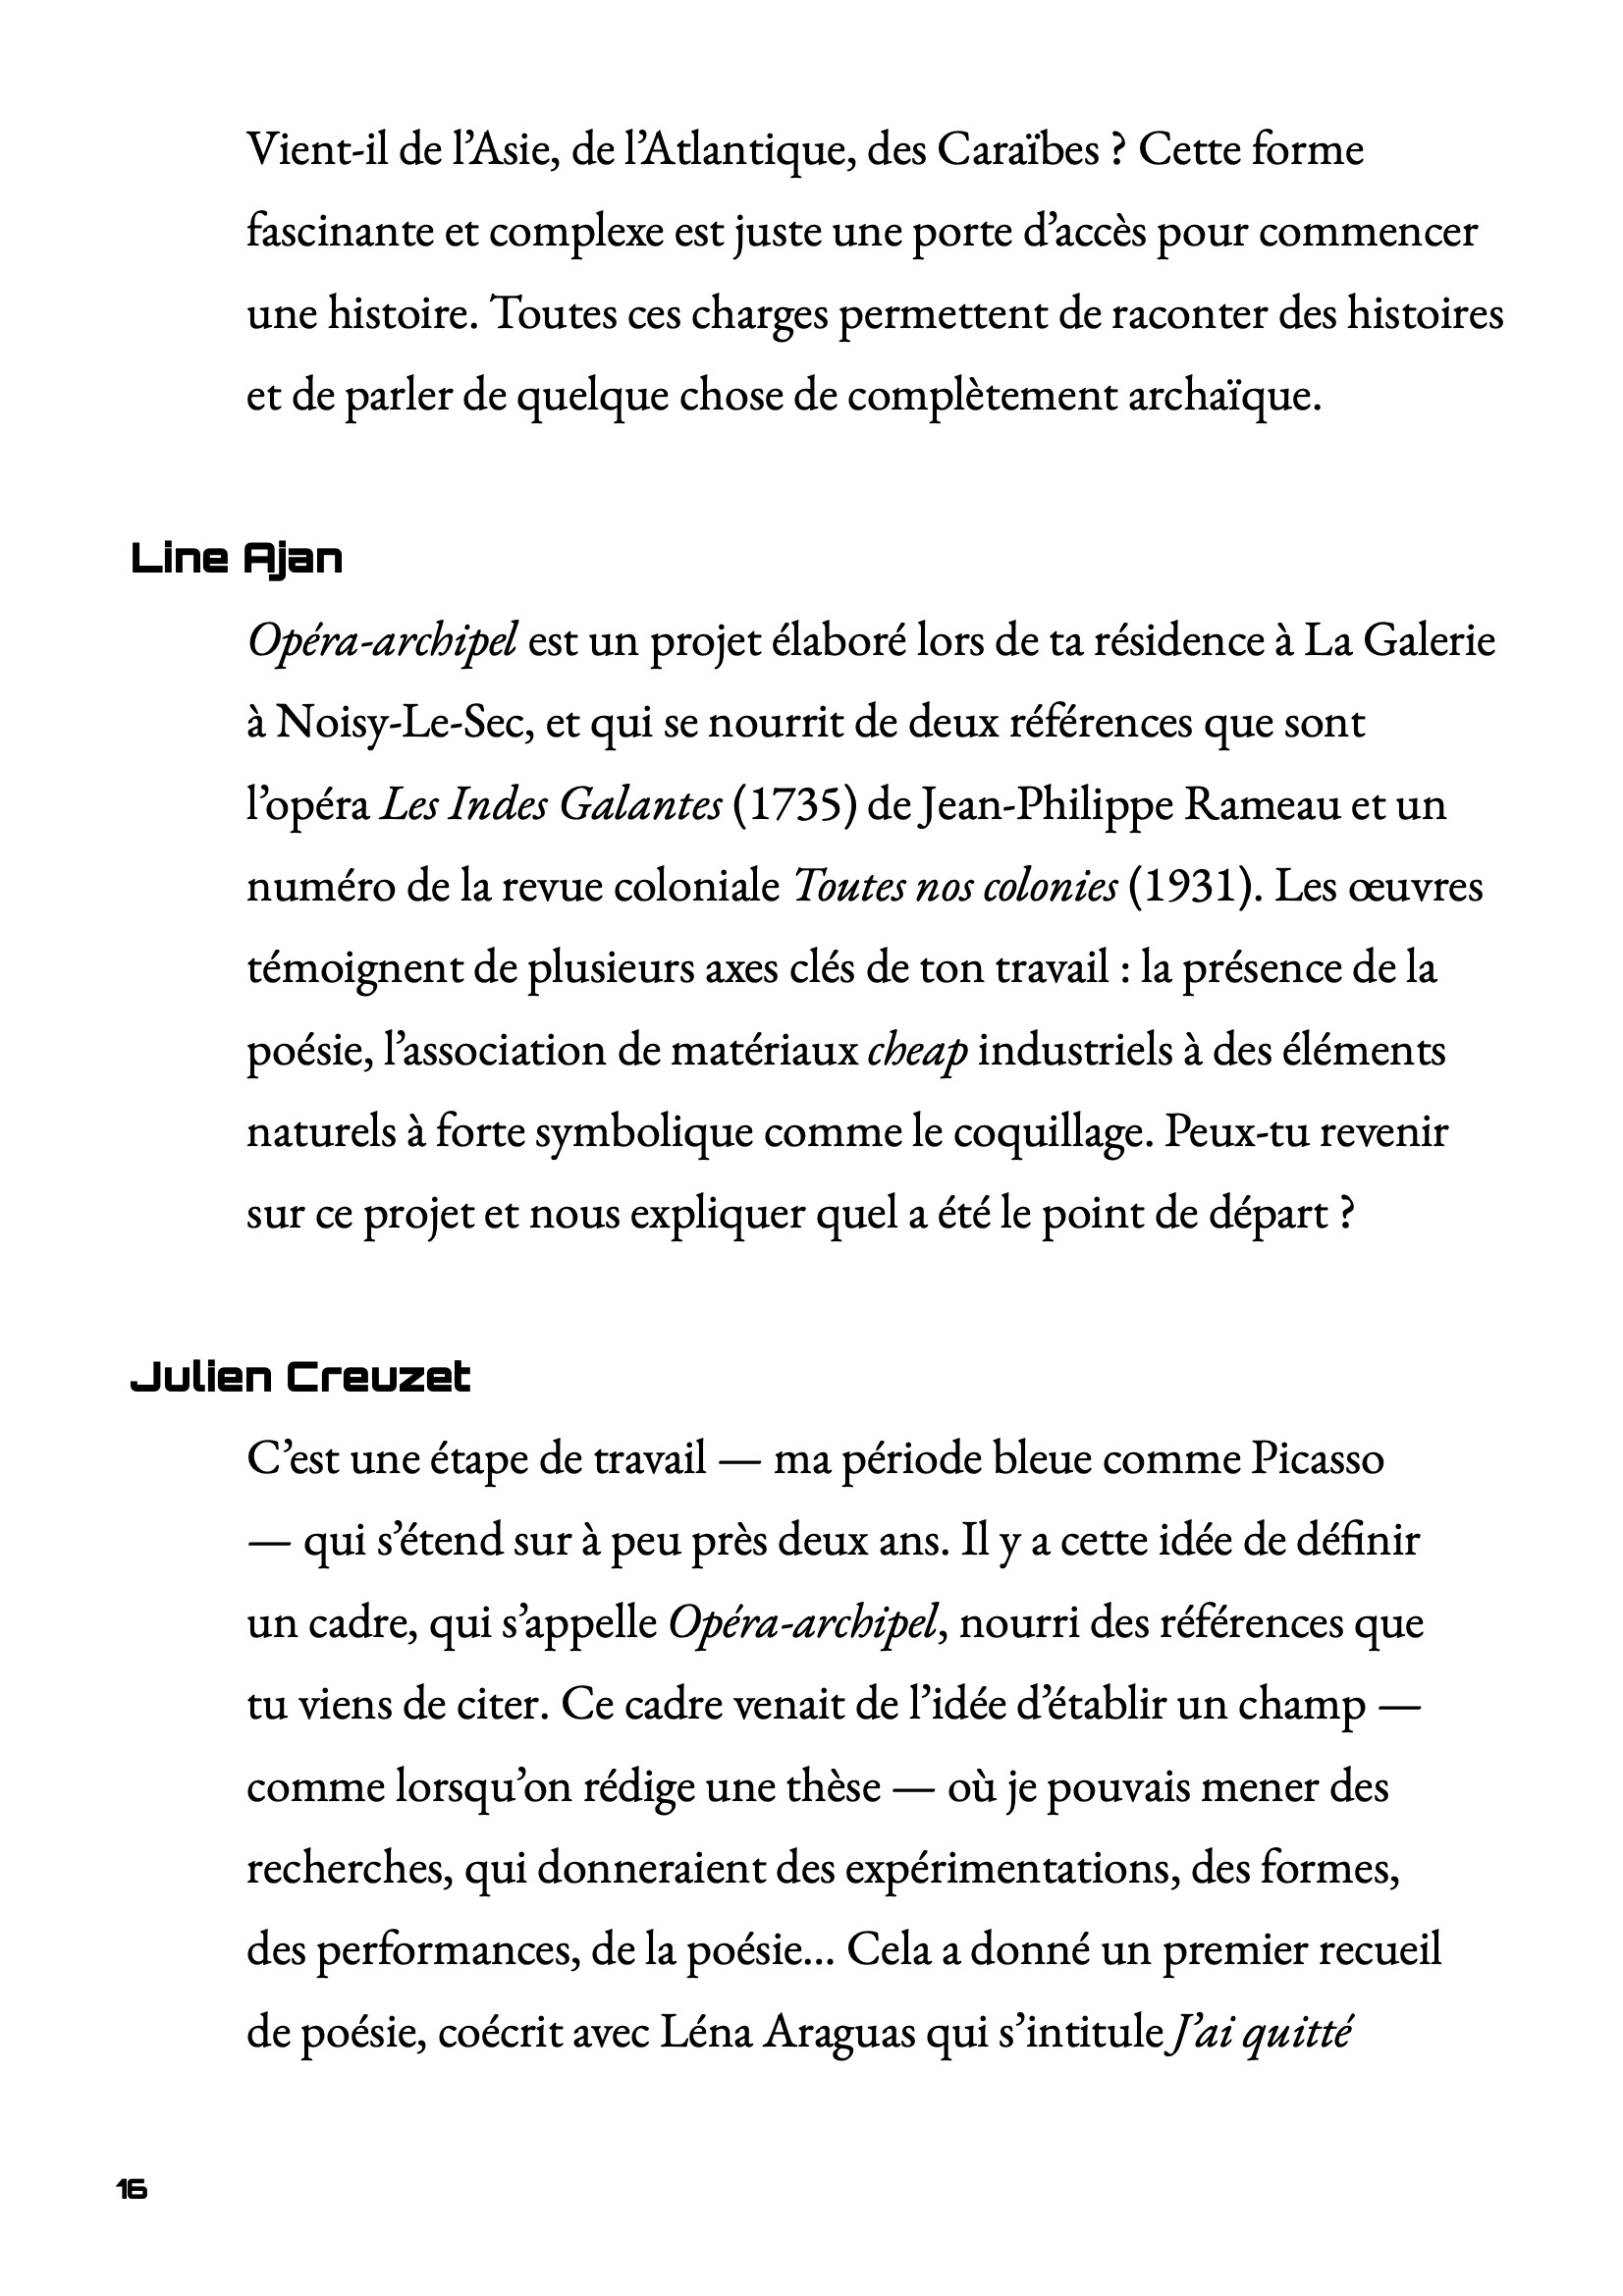 Vient-il de l’Asie, de l’Atlantique, des Caraïbes ? Cette forme
fascinante et complexe est juste une porte d’accès pour commencer
une histoire. Toutes ces charges permettent de raconter des histoires
et de parler de quelque chose de complètement archaïque.
Line Ajan
Opéra-archipel est un projet élaboré lors de ta résidence à La Galerie
à Noisy-Le-Sec, et qui se nourrit de deux références que sont
l’opéra Les Indes Galantes (1735) de Jean-Philippe Rameau et un
numéro de la revue coloniale Toutes nos colonies (1931). Les œuvres
témoignent de plusieurs axes clés de ton travail : la présence de la
poésie, l’association de matériaux cheap industriels à des éléments
naturels à forte symbolique comme le coquillage. Peux-tu revenir
sur ce projet et nous expliquer quel a été le point de départ ?
Julien Creuzet
C’est une étape de travail — ma période bleue comme Picasso
— qui s’étend sur à peu près deux ans. Il y a cette idée de définir
un cadre, qui s’appelle Opéra-archipel, nourri des références que
tu viens de citer. Ce cadre venait de l’idée d’établir un champ —
comme lorsqu’on rédige une thèse — où je pouvais mener des
recherches, qui donneraient des expérimentations, des formes,
des performances, de la poésie… Cela a donné un premier recueil
de poésie, coécrit avec Léna Araguas qui s’intitule J’ai quitté
16